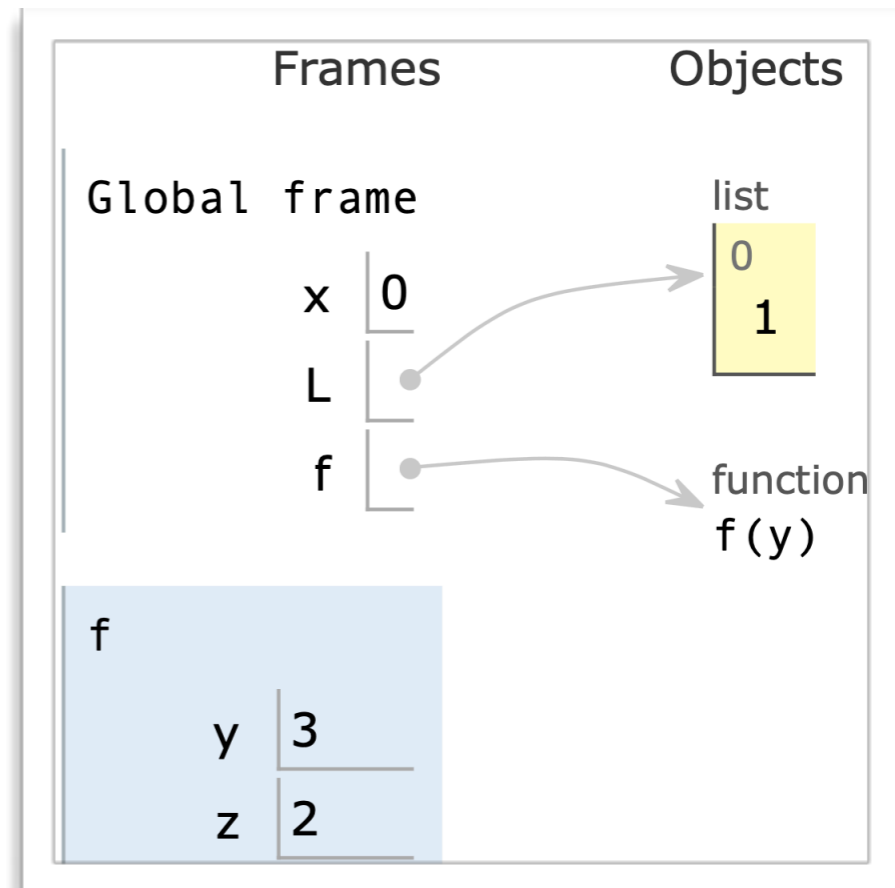 Frames Objects
Global frame
list
0
1
x 0
L
f
function
f(y)
f
y 3
z 2